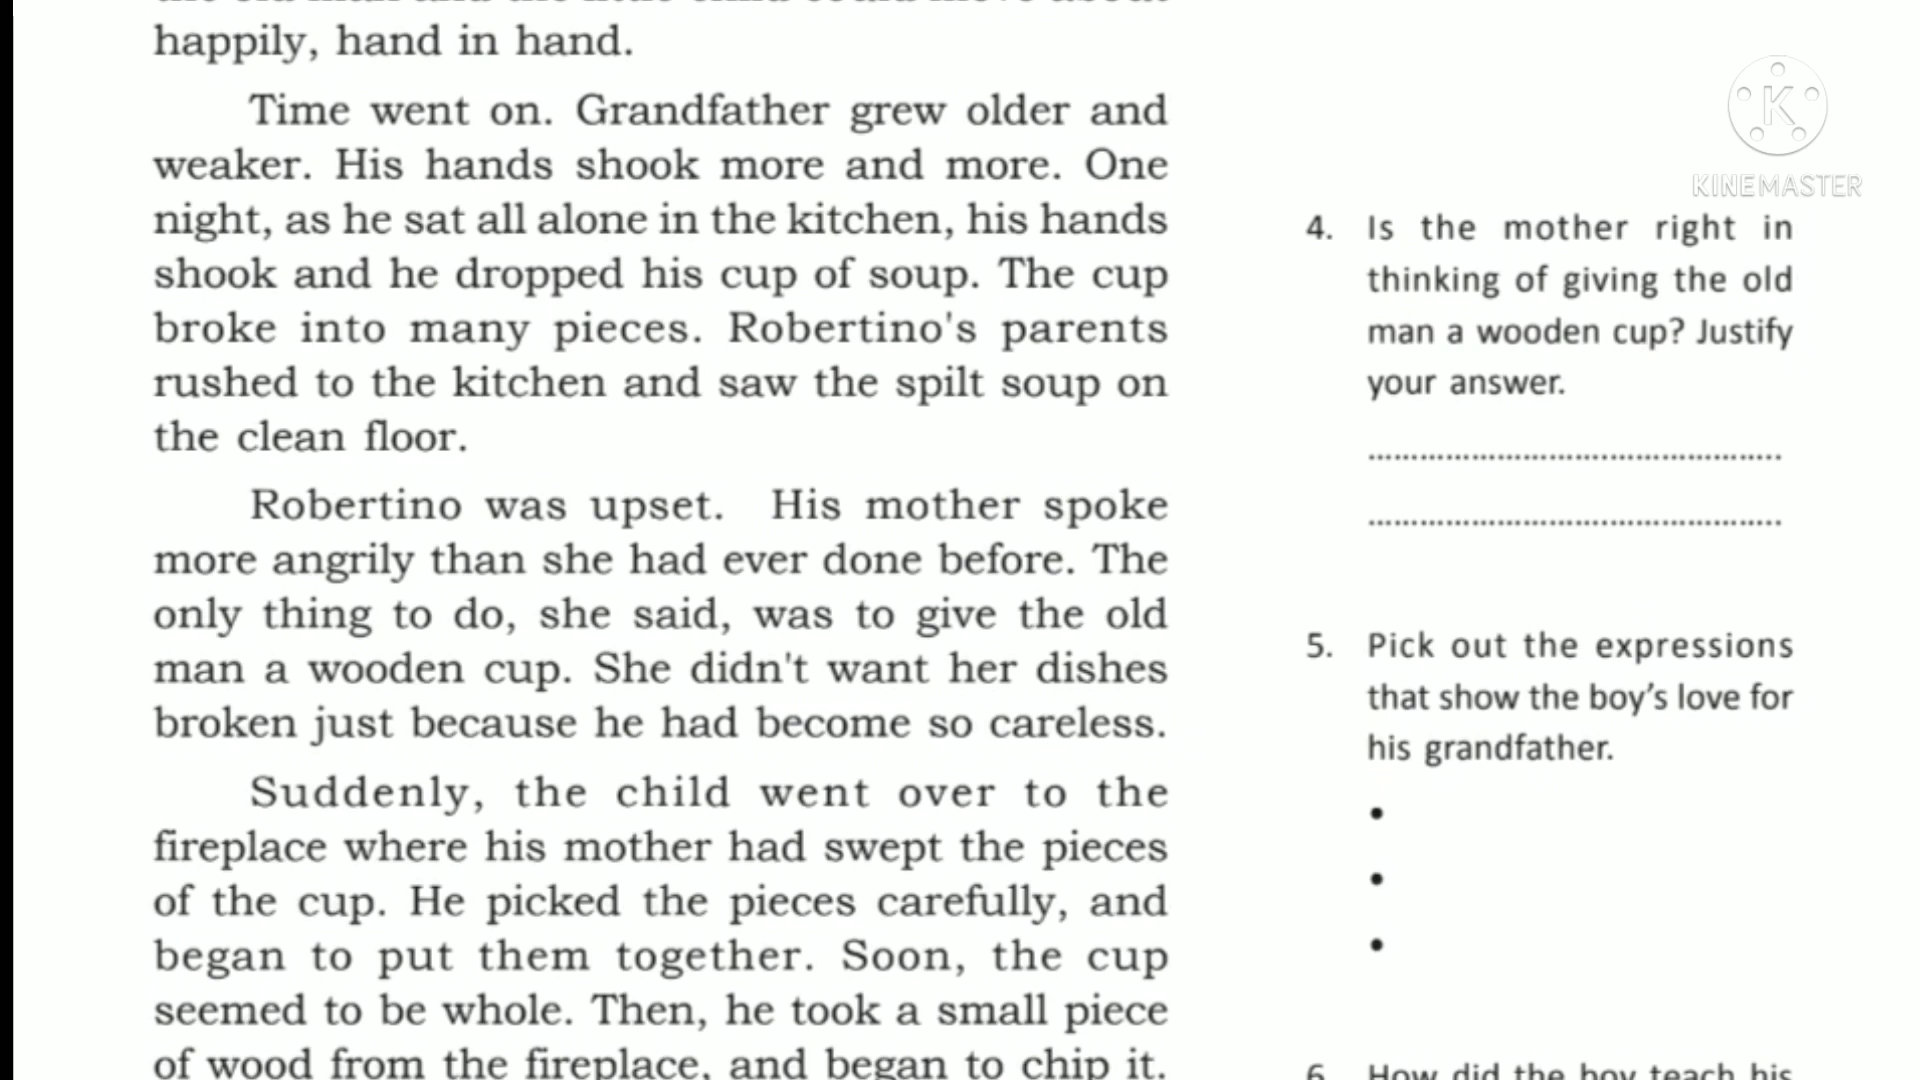 happily, hand in hand.
Time went on. Grandfather grew older and
weaker. His hands shook more and more. One
night, as he sat all alone in the kitchen, his hands
shook and he dropped his cup of soup. The cup
broke into many pieces. Robertino's parents
rushed to the kitchen and saw the spilt soup on
the clean floor.
Robertino was upset. His mother spoke
more angrily than she had ever done before. The
only thing to do, she said, was to give the old
man a wooden cup. She didn't want her dishes
broken just because he had become so careless.
Suddenly, the child went over to the
fireplace where his mother had swept the pieces
of the cup. He picked the pieces carefully, and
began to put them together. Soon, the cup
seemed to be whole. Then, he took a small piece
of wood from the fireplace, and began to chip it.
K
KINEMASTER
4. Is the mother right in
thinking of giving the old
man a wooden cup? Justify
your answer.
5. Pick out the expressions
that show the boy's love for
his grandfather.
•
•
•
6. How did the boy teach his